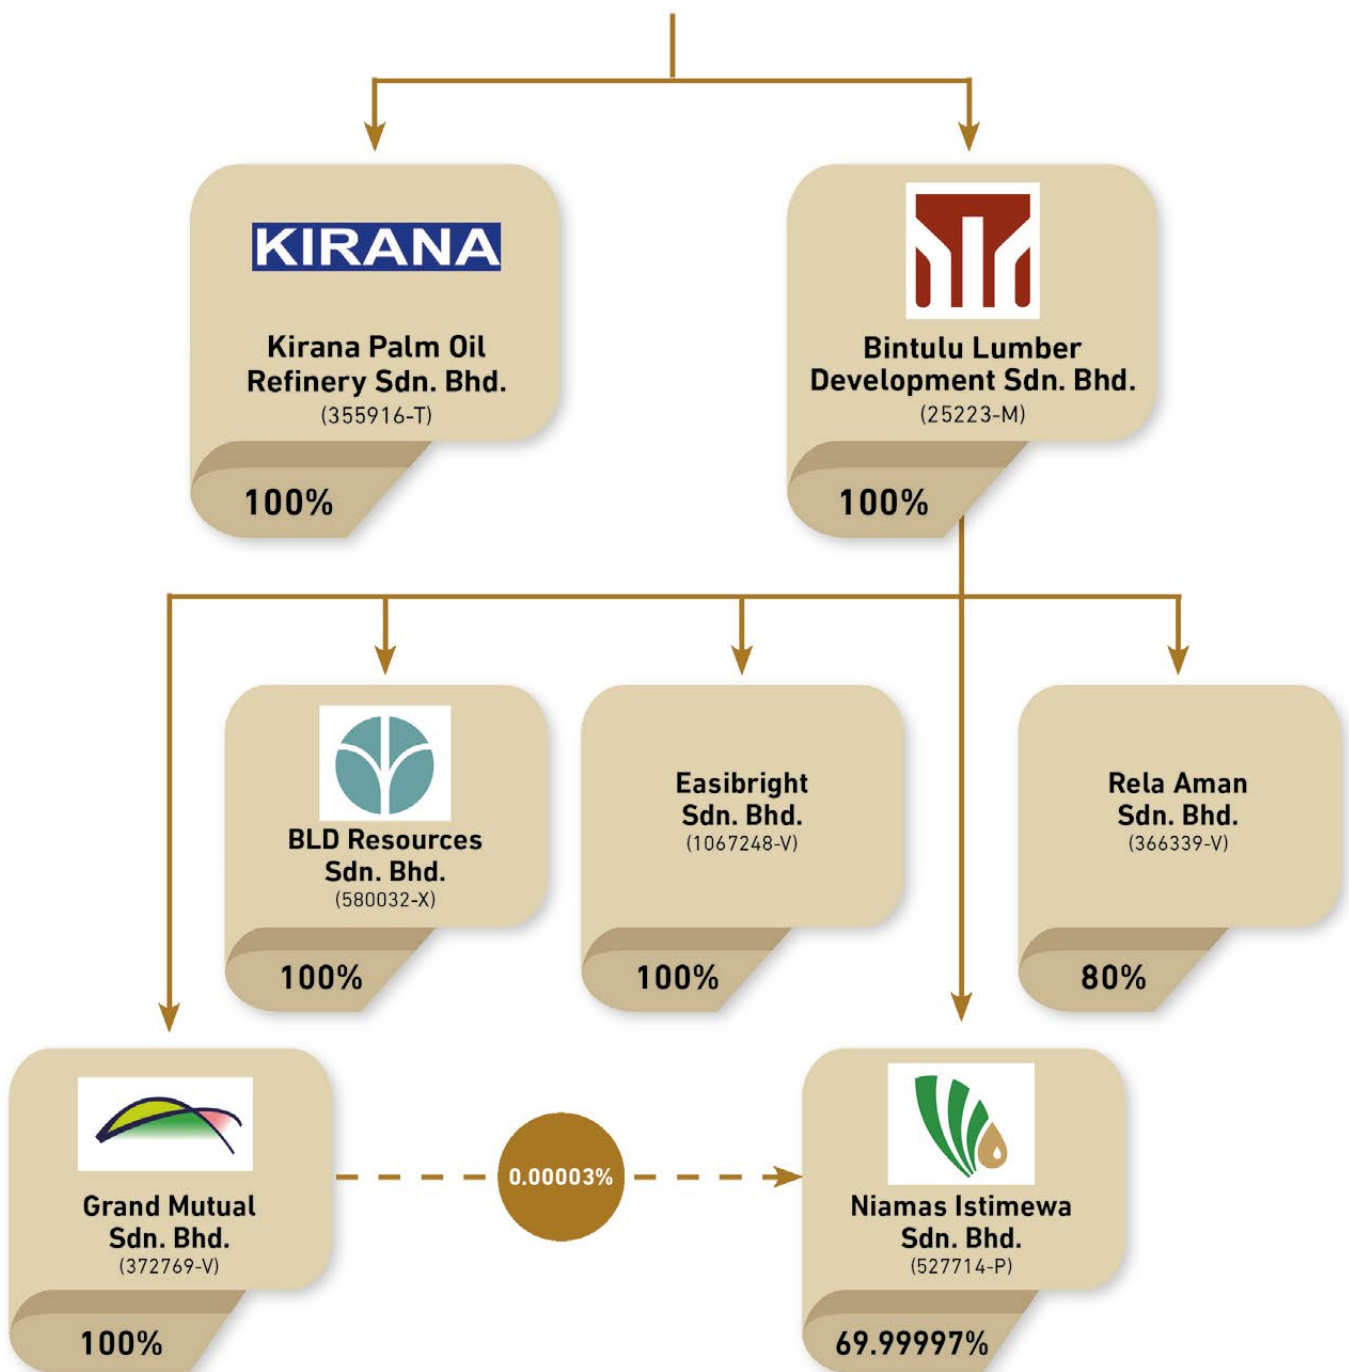 KIRANA
Kirana Palm Oil
Refinery Sdn. Bhd.
(355916-T)
100%
Bintulu Lumber
Development Sdn. Bhd.
(25223-M)
100%
BLD Resources
Sdn. Bhd.
(580032-X)
100%
Easibright
Sdn. Bhd.
(1067248-V)
100%
Rela Aman
Sdn. Bhd.
(366339-V)
80%
Grand Mutual
Sdn. Bhd.
(372769-V)
100%
0.00003%
Niamas Istimewa
Sdn. Bhd.
(527714-P)
69.99997%